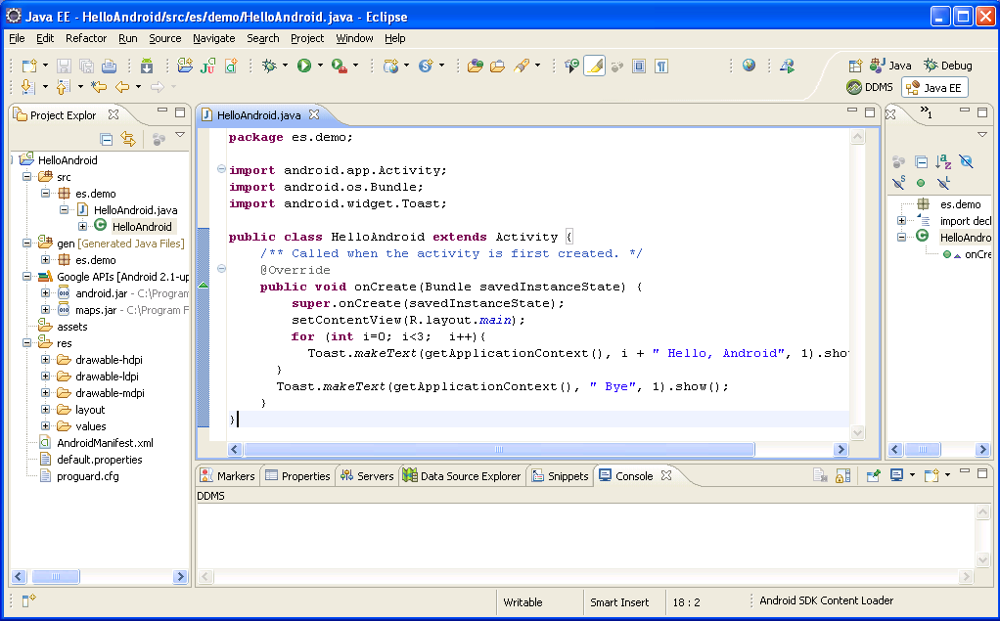 Java EE - HelloAndroid/src/es/demo/HelloAndroid.java - Eclipse
File Edit Refactor Run Source Navigate Search Project Window Help
Java Debug
DDMS Java EE
Project Explor
HelloAndroid
src
es.demo
HelloAndroid.java
HelloAndroid
gen [Generated Java Files]
es.demo
Google APIs [Android 2.1-up
android.jar - C:\Program
maps.jar - C:\Program F
assets
res
drawable-hdpi
drawable-ldpi
drawable-mdpi
layout
values
AndroidManifest.xml
default.properties
proguard.cfg
HelloAndroid.java
package es.demo;
import android.app.Activity;
import android.os.Bundle;
import android.widget.Toast;
public class HelloAndroid extends Activity {
/** Called when the activity is first created. */
@Override
public void onCreate(Bundle savedInstanceState) {
super.onCreate(savedInstanceState);
setContentView(R.layout.main);
for (int i=0; i<3;  i++){
Toast.makeText(getApplicationContext(), i + " Hello, Android", 1).sho
}
Toast.makeText(getApplicationContext(), " Bye", 1).show();
}
}
»1
es.demo
import decl
HelloAndro
onCre
Markers Properties Servers Data Source Explorer Snippets Console
DDMS
Writable Smart Insert 18 : 2 Android SDK Content Loader